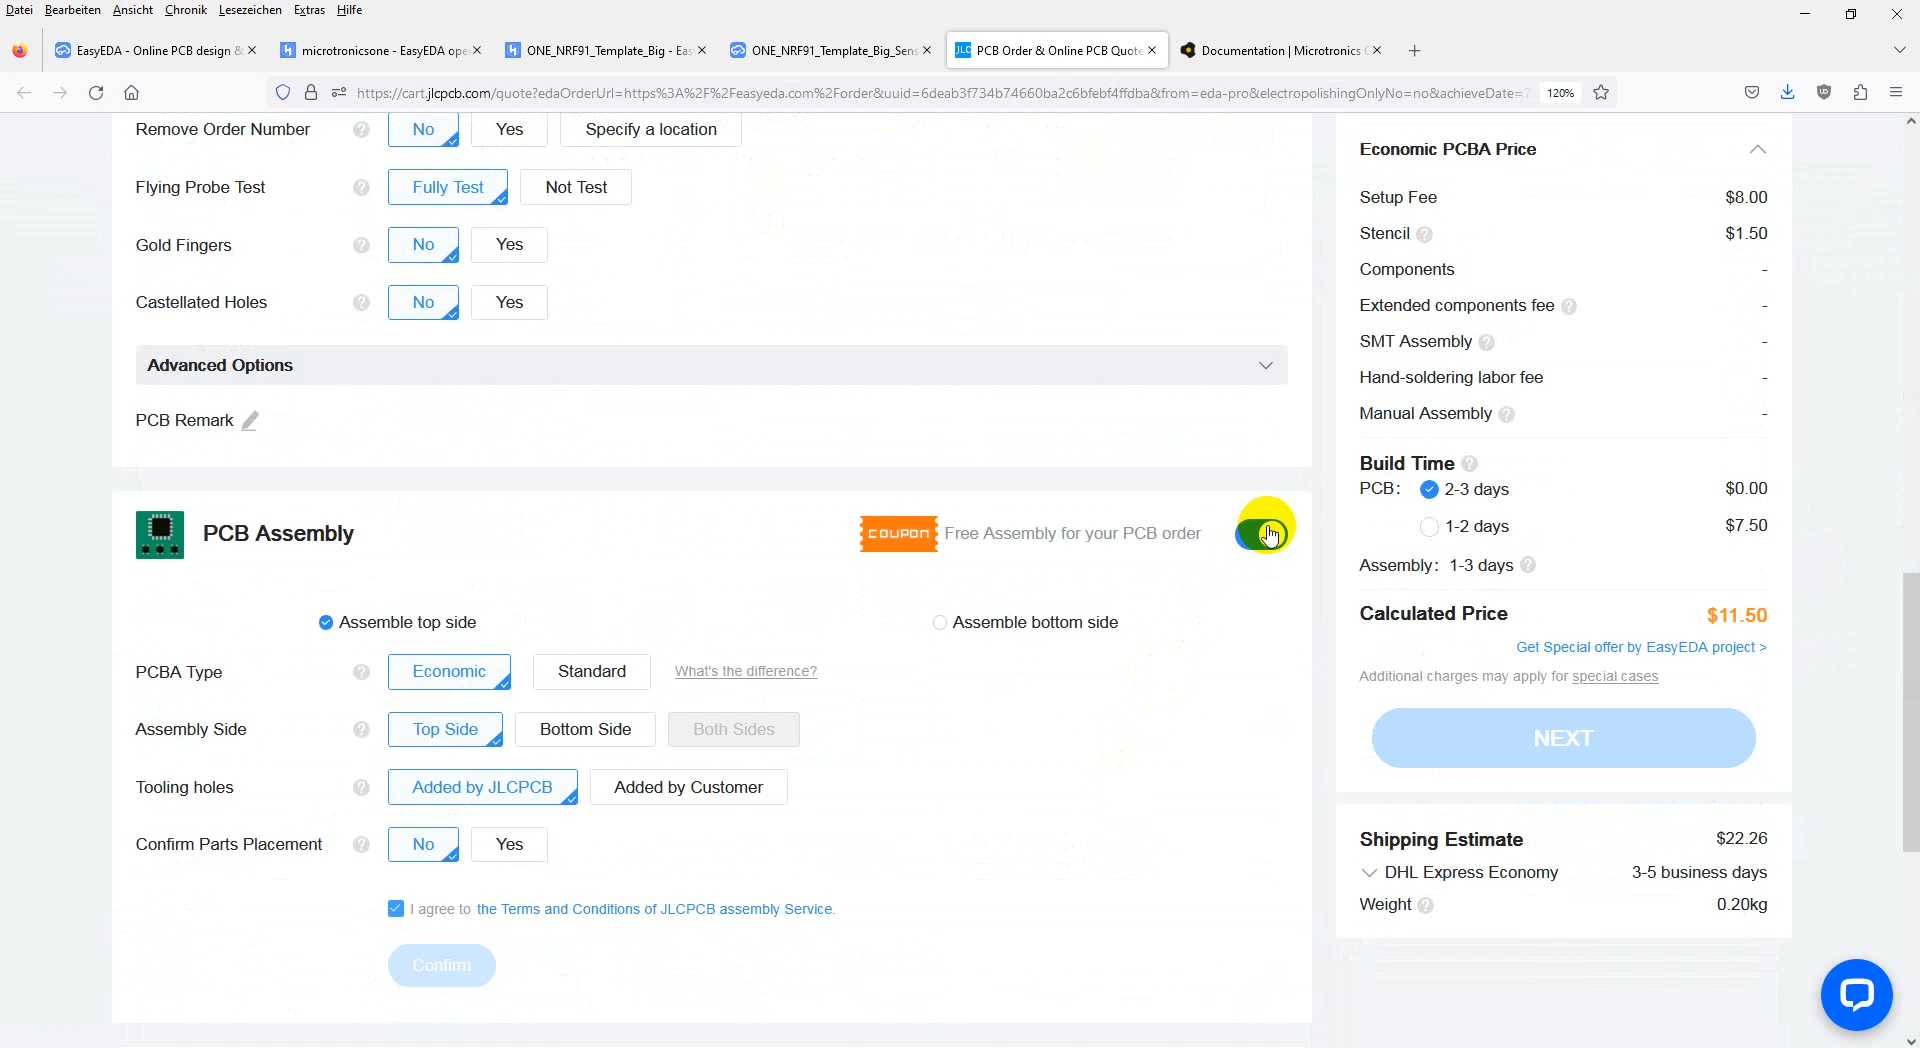 Datei Bearbeiten Ansicht Chronik Lesezeichen Extras Hilfe
EasyEDA - Online PCB design & microtronicsone - EasyEDA ope ONE_NRF91_Template_Big - Eas ONE_NRF91_Template_Big_Sens JLC PCB Order & Online PCB Quote Documentation | Microtronics
https://cart.jlcpcb.com/quote?edaOrderUrl=https%3A%2F%2Feasyeda.com%2Forder&uuid=6deab3f734b74660ba2c6bfebf4ffdba&from=eda-pro&electropolishingOnlyNo=no&achieveDate= 120%
Remove Order Number ? No Yes Specify a location
Flying Probe Test ? Fully Test Not Test
Gold Fingers ? No Yes
Castellated Holes ? No Yes
Advanced Options
PCB Remark
PCB Assembly COUPON Free Assembly for your PCB order
Assemble top side Assemble bottom side
PCBA Type ? Economic Standard What's the difference?
Assembly Side ? Top Side Bottom Side Both Sides
Tooling holes ? Added by JLCPCB Added by Customer
Confirm Parts Placement ? No Yes
I agree to the Terms and Conditions of JLCPCB assembly Service.
Confirm
Economic PCBA Price
Setup Fee $8.00
Stencil ? $1.50
Components -
Extended components fee ? -
SMT Assembly ? -
Hand-soldering labor fee -
Manual Assembly ? -
Build Time ?
PCB: 2-3 days $0.00
1-2 days $7.50
Assembly: 1-3 days ?
Calculated Price $11.50
Get Special offer by EasyEDA project >
Additional charges may apply for special cases
NEXT
Shipping Estimate $22.26
DHL Express Economy 3-5 business days
Weight ? 0.20kg